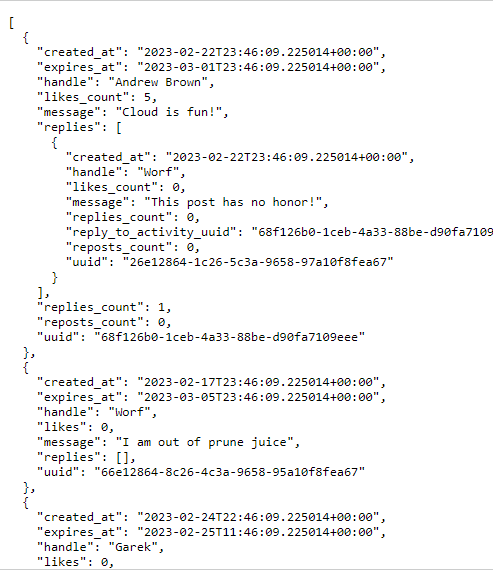 [
  {
    "created_at": "2023-02-22T23:46:09.225014+00:00",
    "expires_at": "2023-03-01T23:46:09.225014+00:00",
    "handle": "Andrew Brown",
    "likes_count": 5,
    "message": "Cloud is fun!",
    "replies": [
      {
        "created_at": "2023-02-22T23:46:09.225014+00:00",
        "handle": "Worf",
        "likes_count": 0,
        "message": "This post has no honor!",
        "replies_count": 0,
        "reply_to_activity_uuid": "68f126b0-1ceb-4a33-88be-d90fa7109
        "reposts_count": 0,
        "uuid": "26e12864-1c26-5c3a-9658-97a10f8fea67"
      }
    ],
    "replies_count": 1,
    "reposts_count": 0,
    "uuid": "68f126b0-1ceb-4a33-88be-d90fa7109eee"
  },
  {
    "created_at": "2023-02-17T23:46:09.225014+00:00",
    "expires_at": "2023-03-05T23:46:09.225014+00:00",
    "handle": "Worf",
    "likes": 0,
    "message": "I am out of prune juice",
    "replies": [],
    "uuid": "66e12864-8c26-4c3a-9658-95a10f8fea67"
  },
  {
    "created_at": "2023-02-24T22:46:09.225014+00:00",
    "expires_at": "2023-02-25T11:46:09.225014+00:00",
    "handle": "Garek",
    "likes": 0,